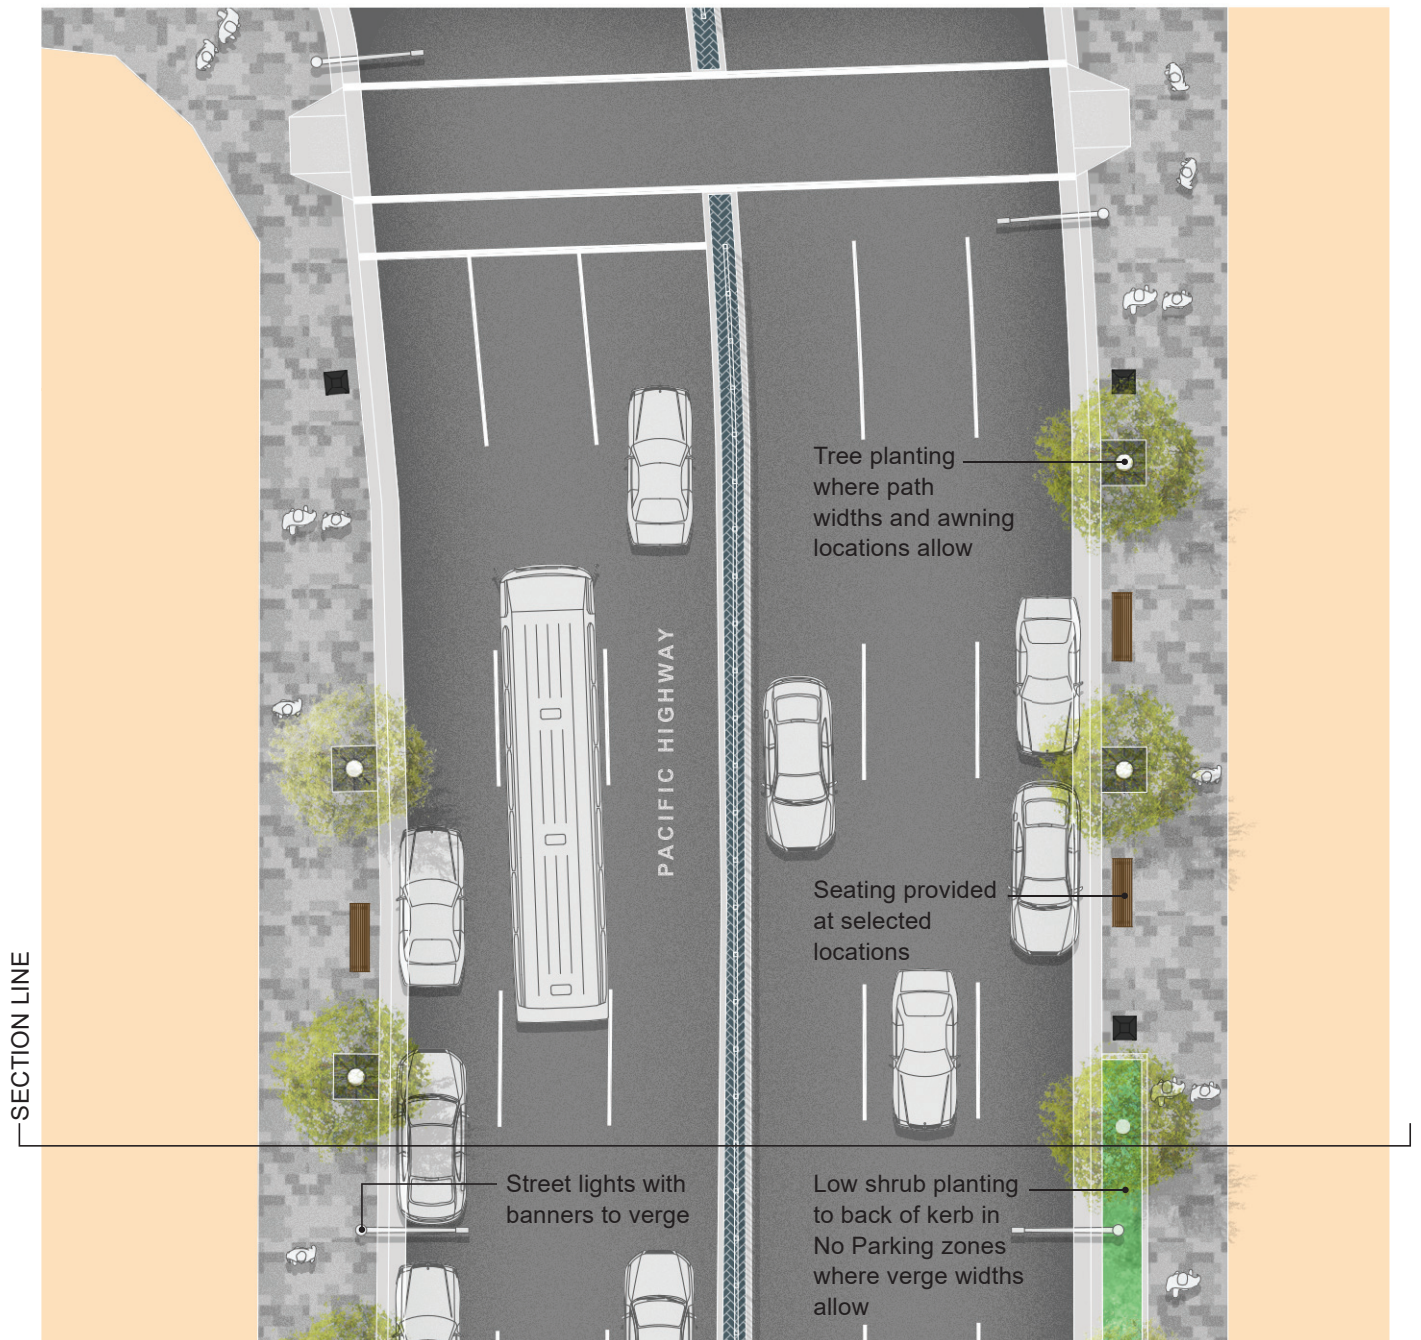 Tree planting
where path
widths and awning
locations allow
PACIFIC HIGHWAY
Seating provided
at selected
locations
SECTION LINE
Street lights with
banners to verge
Low shrub planting
to back of kerb in
No Parking zones
where verge widths
allow